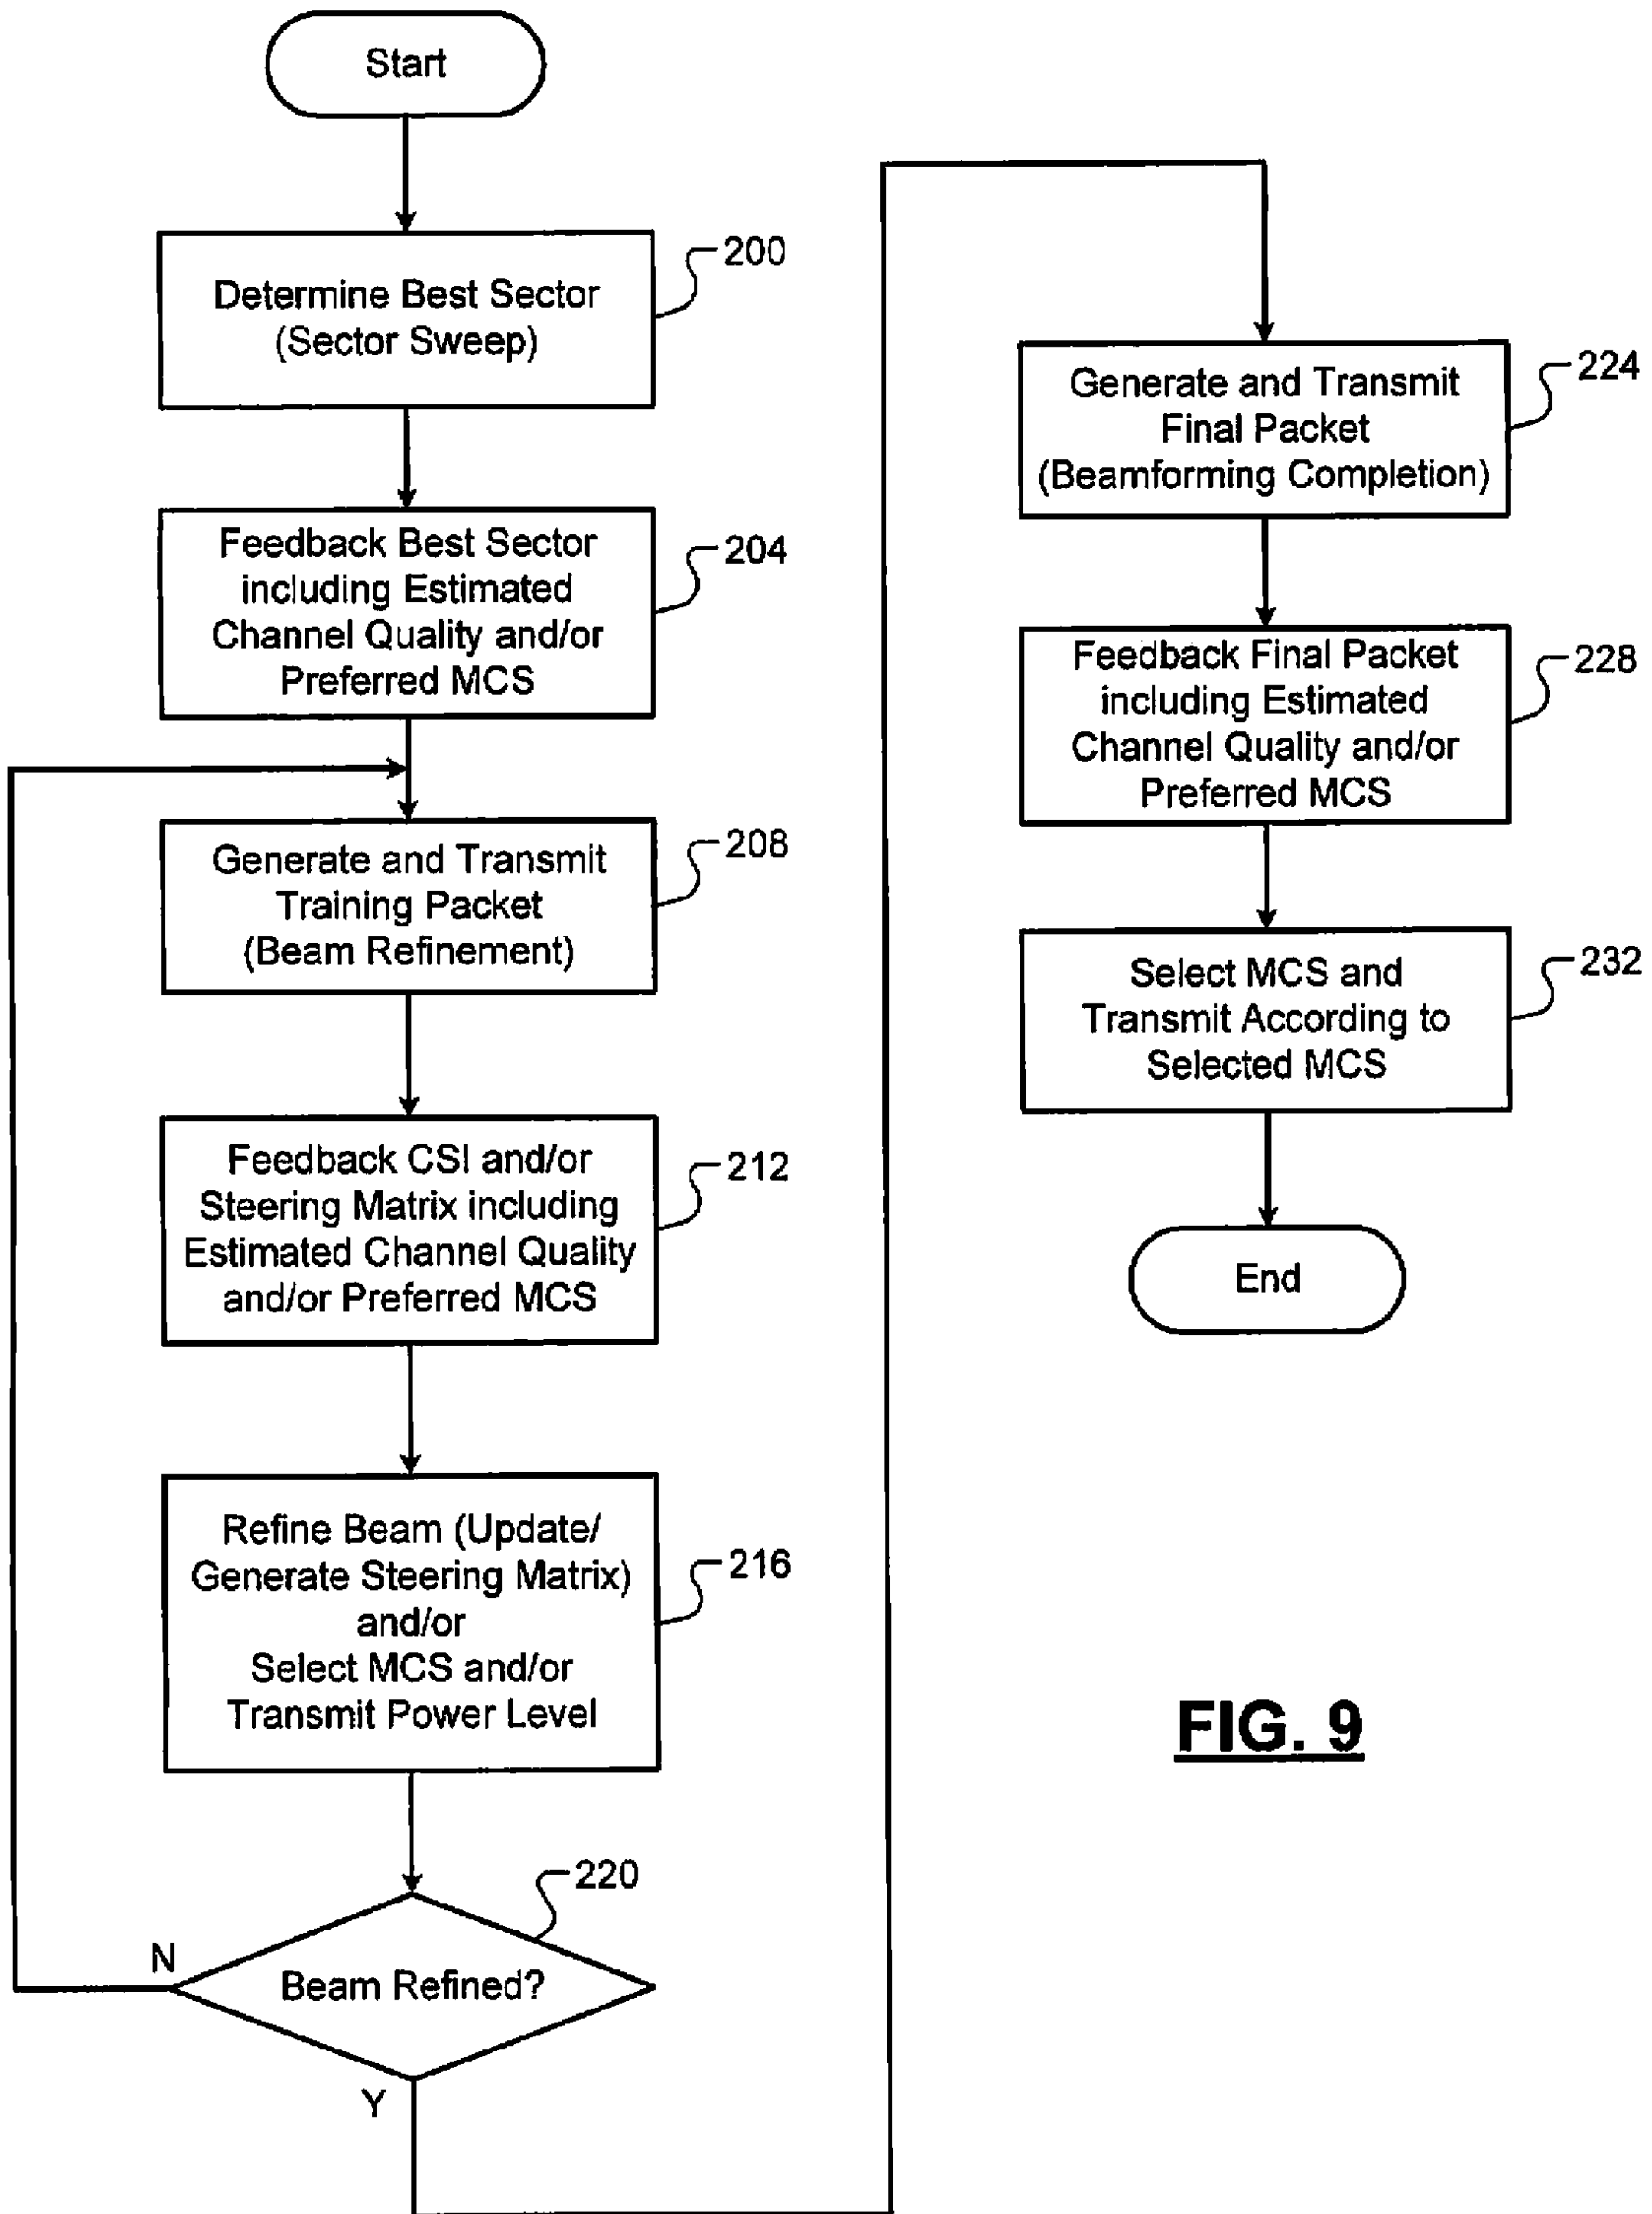 Start
Determine Best Sector
(Sector Sweep)
200
Feedback Best Sector
including Estimated
Channel Quality and/or
Preferred MCS
204
Generate and Transmit
Training Packet
(Beam Refinement)
208
Feedback CSI and/or
Steering Matrix including
Estimated Channel Quality
and/or Preferred MCS
212
Refine Beam (Update/
Generate Steering Matrix)
and/or
Select MCS and/or
Transmit Power Level
216
220
Beam Refined?
N
Y
Generate and Transmit
Final Packet
(Beamforming Completion)
224
Feedback Final Packet
including Estimated
Channel Quality and/or
Preferred MCS
228
Select MCS and
Transmit According to
Selected MCS
232
End
FIG. 9